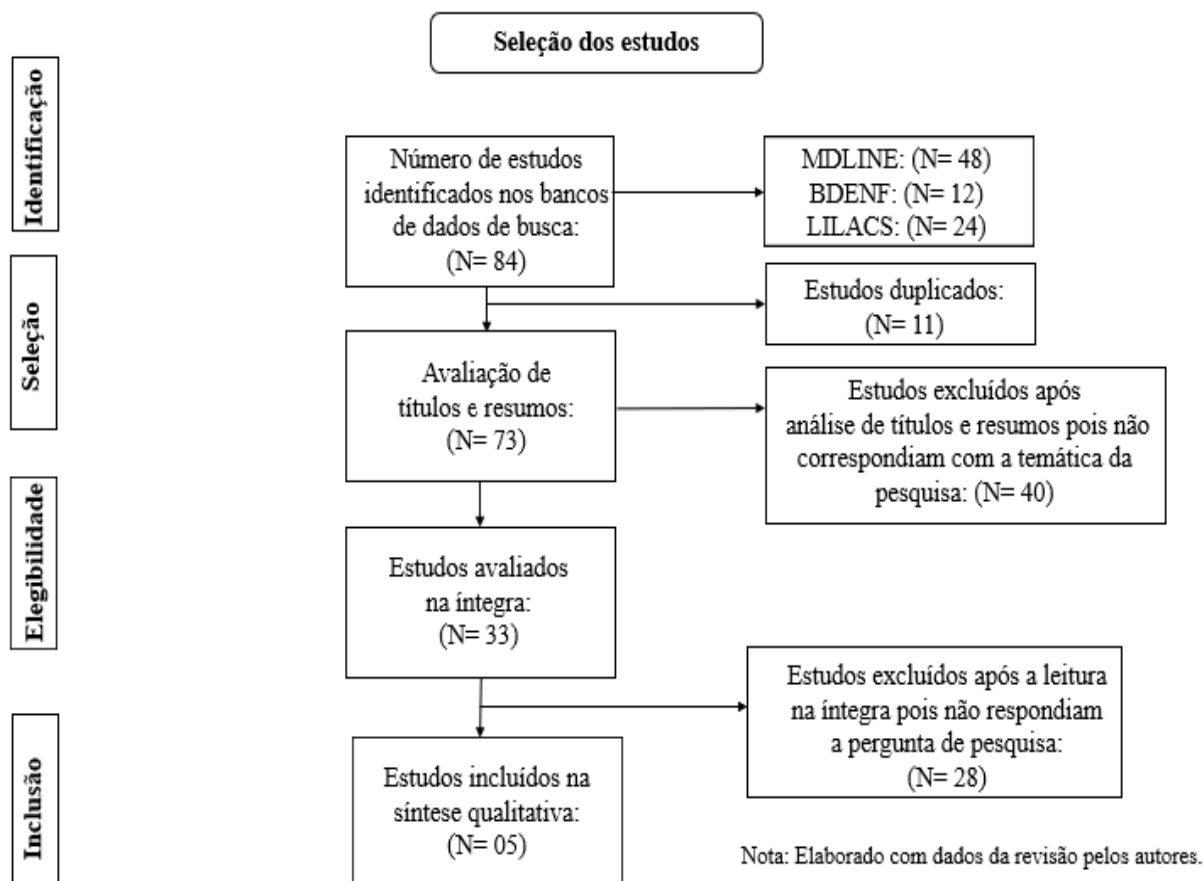 Seleção dos estudos
Identificação
Número de estudos
identificados nos bancos
de dados de busca:
(N= 84)
MDLINE: (N= 48)
BDENF: (N= 12)
LILACS: (N= 24)
Seleção
Estudos duplicados:
(N= 11)
Avaliação de
títulos e resumos:
(N= 73)
Estudos excluídos após
análise de títulos e resumos pois não
correspondiam com a temática da
pesquisa: (N= 40)
Elegibilidade
Estudos avaliados
na íntegra:
(N= 33)
Estudos excluídos após a leitura
na íntegra pois não respondiam
a pergunta de pesquisa:
(N= 28)
Inclusão
Estudos incluídos na
síntese qualitativa:
(N= 05)
Nota: Elaborado com dados da revisão pelos autores.